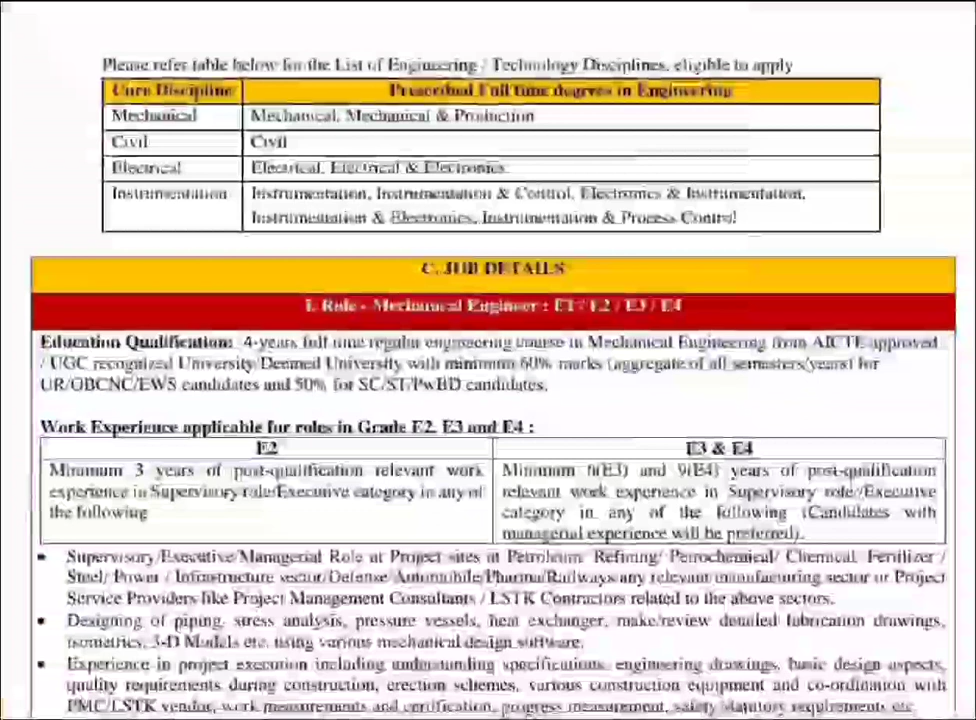 Please refer table below for the List of Engineering / Technology Disciplines, eligible to apply
Core Discipline Prescribed Full time degrees in Engineering
Mechanical Mechanical, Mechanical & Production
Civil Civil
Electrical Electrical, Electrical & Electronics
Instrumentation Instrumentation, Instrumentation & Control, Electronics & Instrumentation,
Instrumentation & Electronics, Instrumentation & Process Control
C. JOB DETAILS
1. Role - Mechanical Engineer : E1 / E2 / E3 / E4
Education Qualification: 4-years full time regular engineering course in Mechanical Engineering from AICTE approved
/ UGC recognized University/Deemed University with minimum 60% marks (aggregate of all semesters/years) for
UR/OBCNC/EWS candidates and 50% for SC/ST/PwBD candidates.
Work Experience applicable for roles in Grade E2, E3 and E4 :
E2 E3 & E4
Minimum 3 years of post-qualification relevant work
experience in Supervisory role/Executive category in any of
the following
Minimum 6(E3) and 9(E4) years of post-qualification
relevant work experience in Supervisory role/Executive
category in any of the following (Candidates with
managerial experience will be preferred).
• Supervisory/Executive/Managerial Role at Project sites in Petroleum Refining/ Petrochemical/ Chemical, Fertilizer /
Steel/ Power / Infrastructure sector/Defense/Automobile/Pharma/Railways/any relevant manufacturing sector or Project
Service Providers like Project Management Consultants / LSTK Contractors related to the above sectors.
• Designing of piping, stress analysis, pressure vessels, heat exchanger, make/review detailed fabrication drawings,
isometrics, 3-D Models etc. using various mechanical design software.
• Experience in project execution including understanding specifications, engineering drawings, basic design aspects,
quality requirements during construction, erection schemes, various construction equipment and co-ordination with
PMC/LSTK vendor, work measurements and certification, progress measurement, safety/statutory requirements etc.